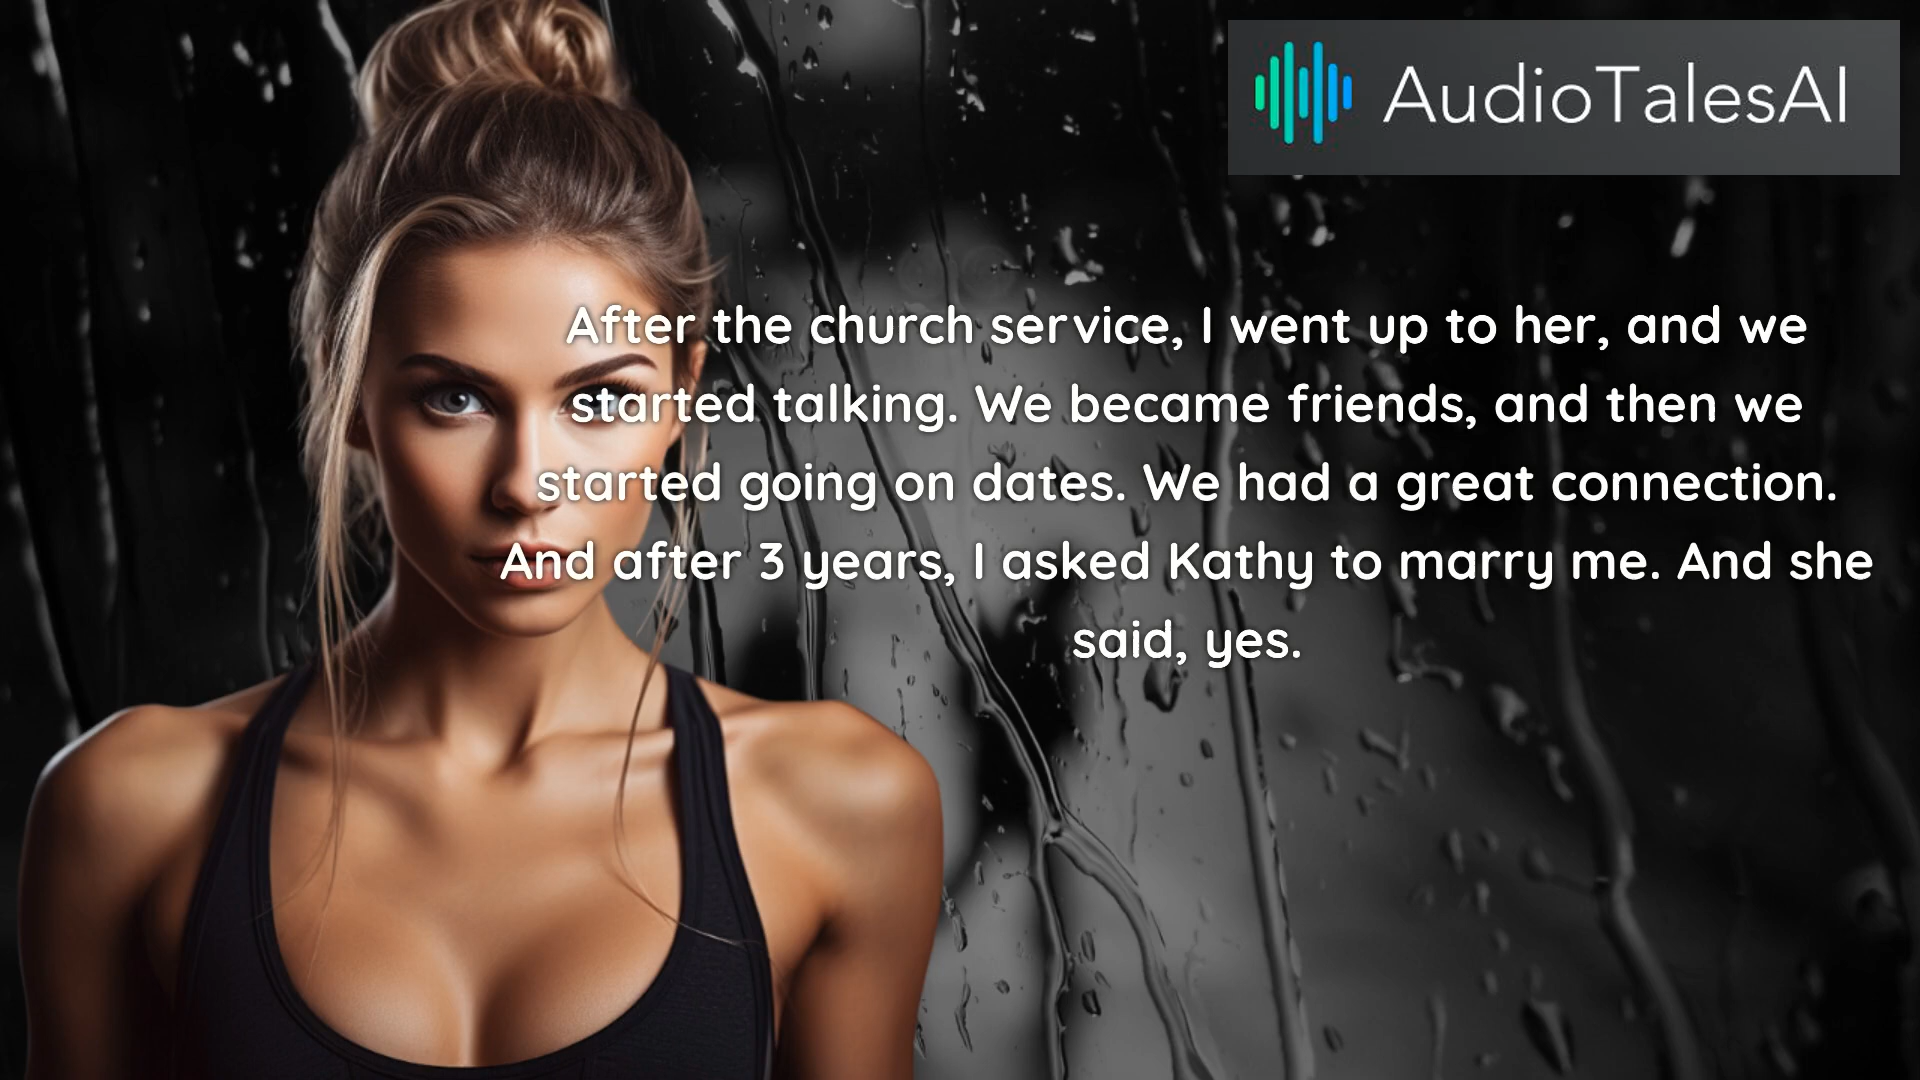 AudioTalesAI
After the church service, I went up to her, and we
started talking. We became friends, and then we
started going on dates. We had a great connection.
And after 3 years, I asked Kathy to marry me. And she
said, yes.